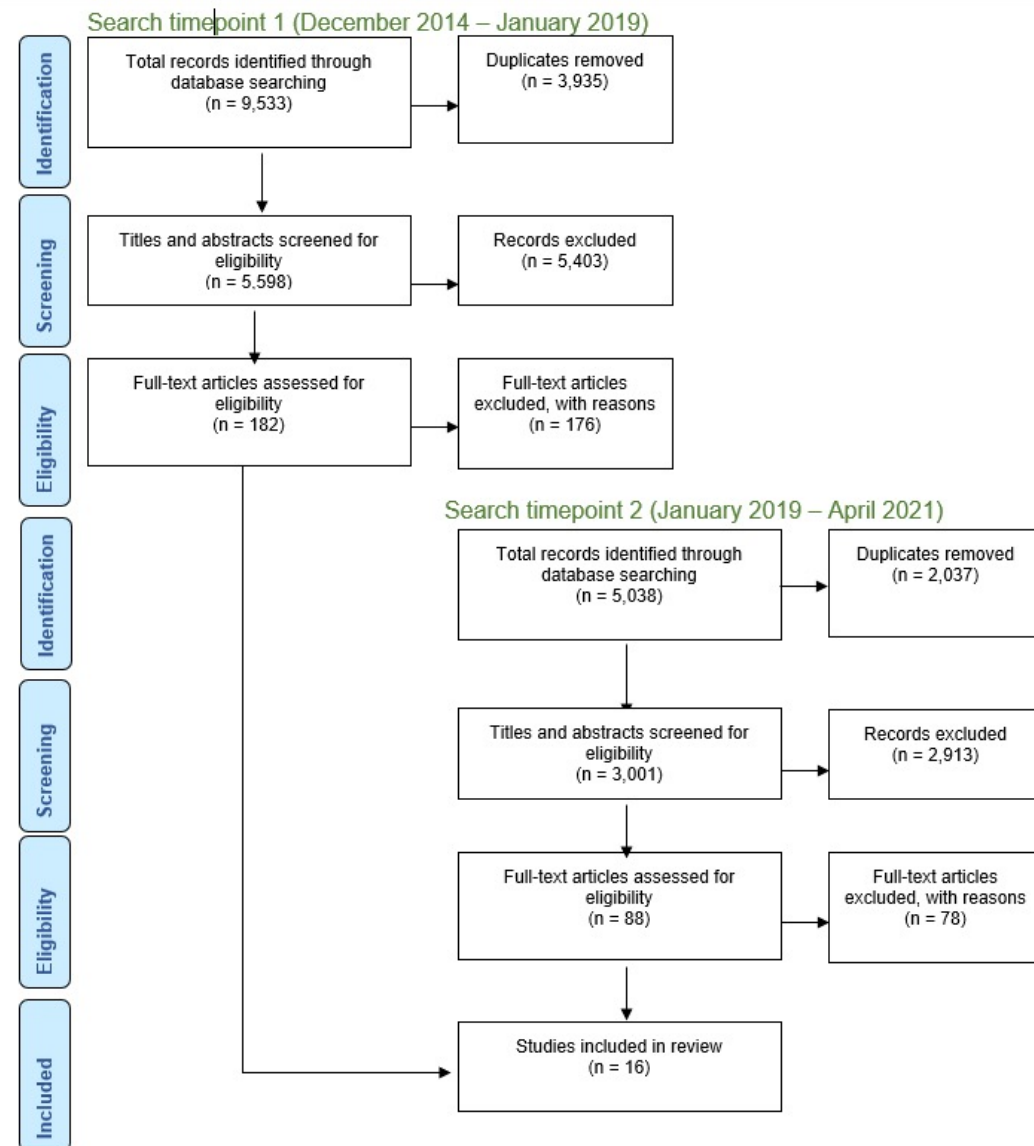 Search timepoint 1 (December 2014 – January 2019)
Identification
Total records identified through
database searching
(n = 9,533)
Duplicates removed
(n = 3,935)
Screening
Titles and abstracts screened for
eligibility
(n = 5,598)
Records excluded
(n = 5,403)
Eligibility
Full-text articles assessed for
eligibility
(n = 182)
Full-text articles
excluded, with reasons
(n = 176)
Search timepoint 2 (January 2019 – April 2021)
Identification
Total records identified through
database searching
(n = 5,038)
Duplicates removed
(n = 2,037)
Screening
Titles and abstracts screened for
eligibility
(n = 3,001)
Records excluded
(n = 2,913)
Eligibility
Full-text articles assessed for
eligibility
(n = 88)
Full-text articles
excluded, with reasons
(n = 78)
Included
Studies included in review
(n = 16)